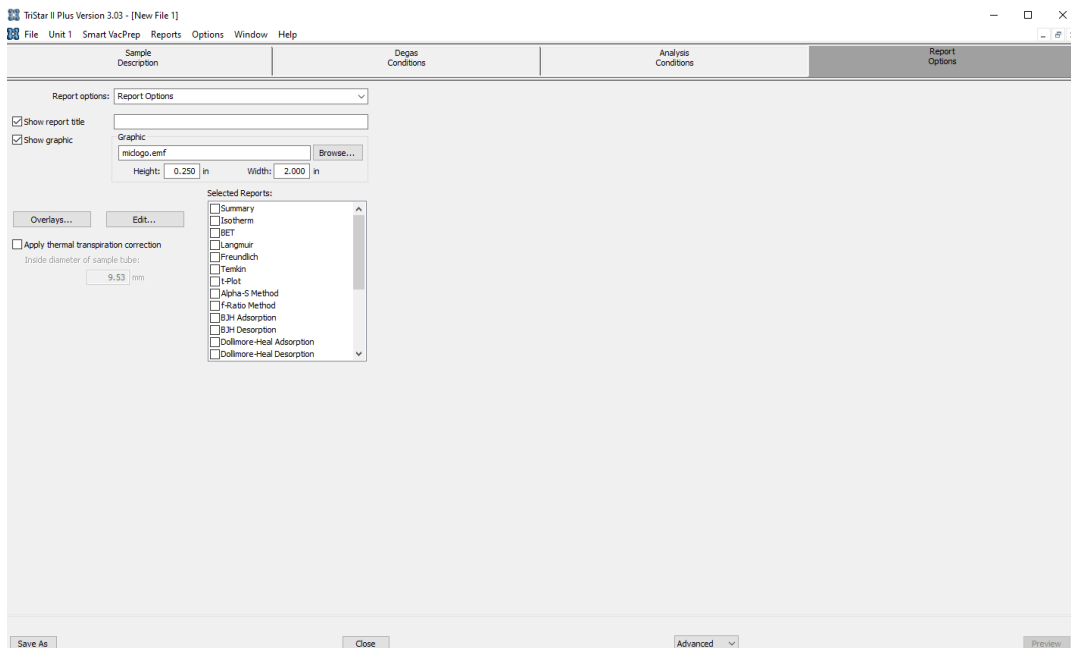 TriStar II Plus Version 3.03 - [New File 1]
File Unit 1 Smart VacPrep Reports Options Window Help
Sample Description
Degas Conditions
Analysis Conditions
Report Options
Report options: Report Options
Show report title
Show graphic
Graphic
midogo.emf Browse...
Height: 0.250 in Width: 2.000 in
Selected Reports:
Overlays... Edit...
Apply thermal transpiration correction
Inside diameter of sample tube:
9.53 mm
Summary
Isotherm
BET
Langmuir
Freundlich
Temkin
t-Plot
Alpha-S Method
f-Ratio Method
BJH Adsorption
BJH Desorption
Dollimore-Heal Adsorption
Dollimore-Heal Desorption
Save As Close Advanced Preview